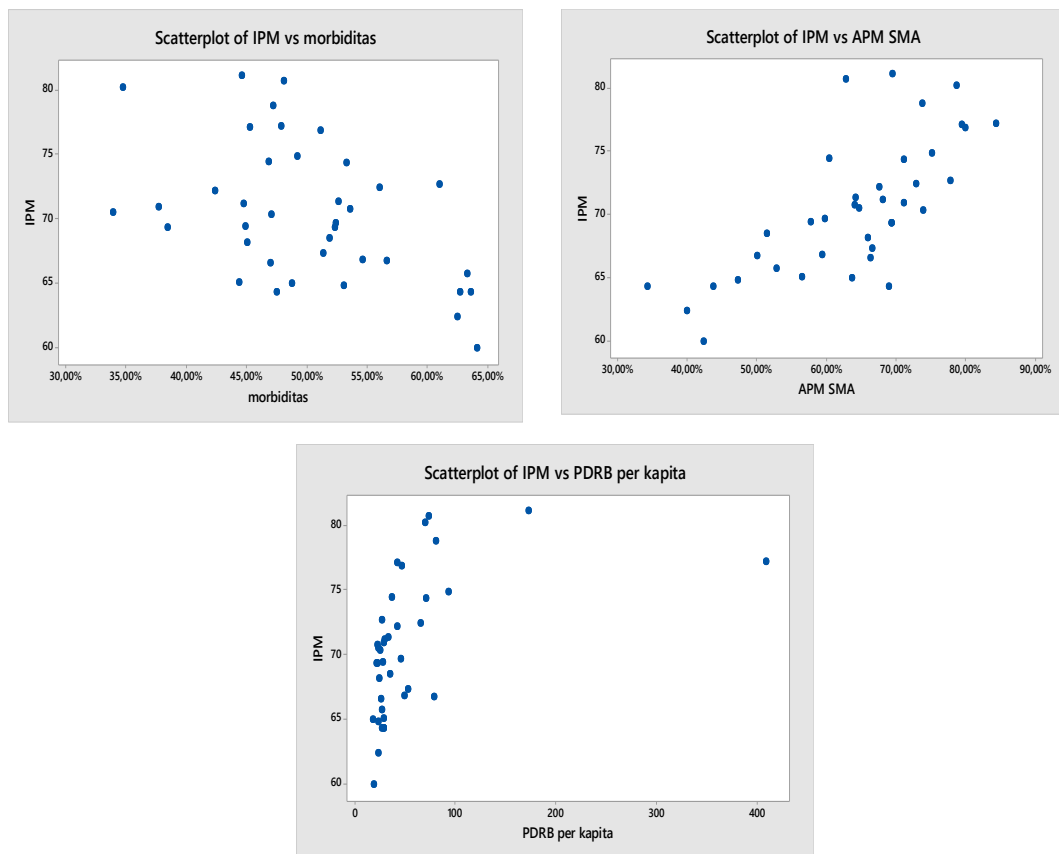 Scatterplot of IPM vs morbiditas
IPM
80
75
70
65
60
30,00% 35,00% 40,00% 45,00% 50,00% 55,00% 60,00% 65,00%
morbiditas
Scatterplot of IPM vs APM SMA
IPM
80
75
70
65
60
30,00% 40,00% 50,00% 60,00% 70,00% 80,00% 90,00%
APM SMA
Scatterplot of IPM vs PDRB per kapita
IPM
80
75
70
65
60
0 100 200 300 400
PDRB per kapita